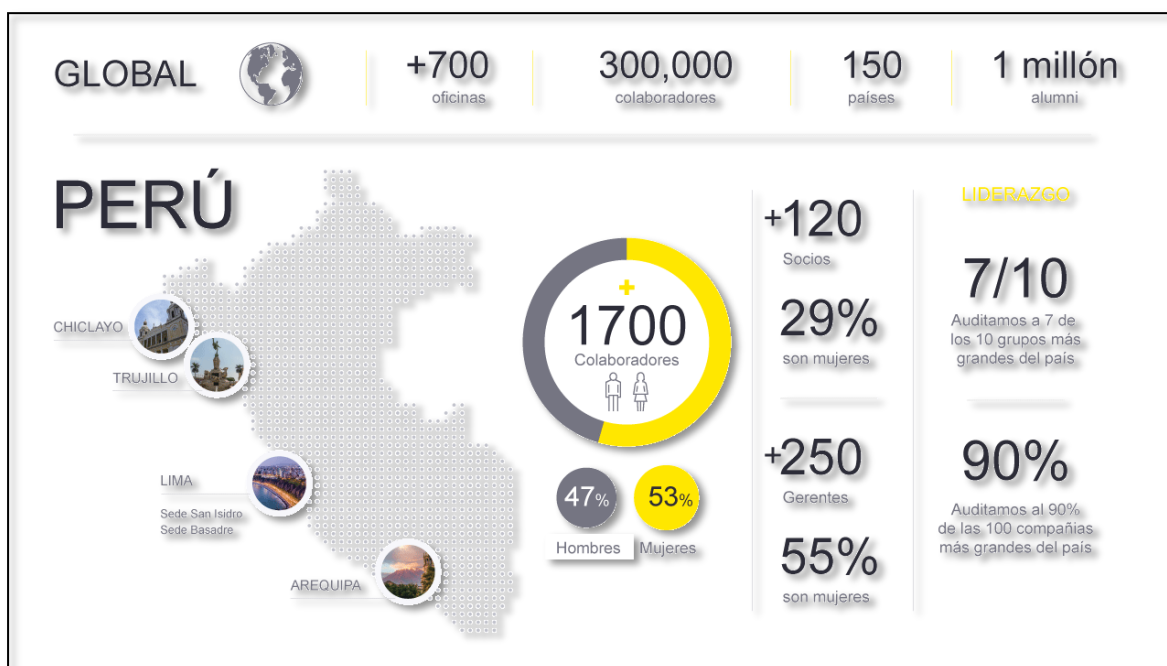 GLOBAL
+700
oficinas
300,000
colaboradores
150
países
1 millón
alumni
PERÚ
CHICLAYO
TRUJILLO
LIMA
Sede San Isidro
Sede Basadre
AREQUIPA
+
1700
Colaboradores
47%
Hombres
53%
Mujeres
+120
Socios
29%
son mujeres
+250
Gerentes
55%
son mujeres
LIDERAZGO
7/10
Auditamos a 7 de
los 10 grupos más
grandes del país
90%
Auditamos al 90%
de las 100 compañias
más grandes del país